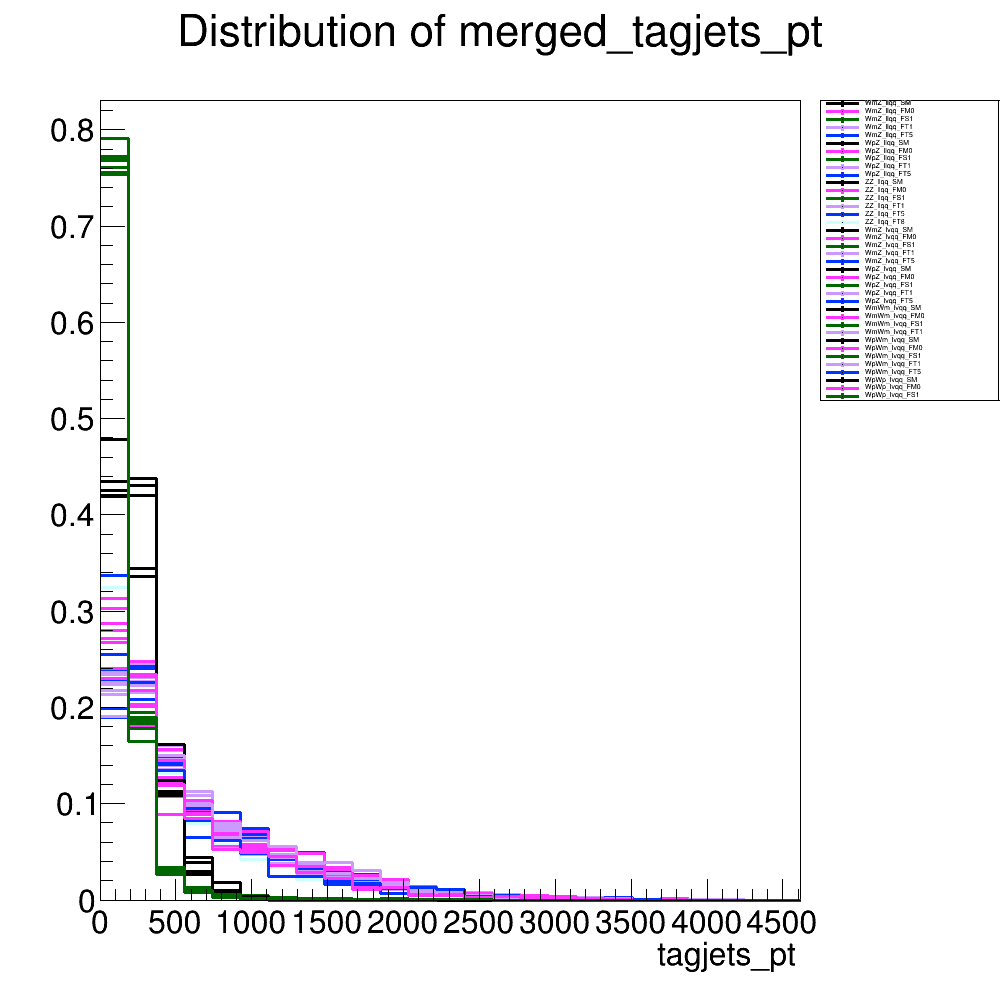 Distribution of merged_tagjets_pt
0.8
0.7
0.6
0.5
0.4
0.3
0.2
0.1
0
0 500 1000 1500 2000 2500 3000 3500 4000 4500
tagjets_pt
WmZ_llqq_SM
WmZ_llqq_FM0
WmZ_llqq_FS1
WmZ_llqq_FT1
WmZ_llqq_FT5
WpZ_llqq_SM
WpZ_llqq_FM0
WpZ_llqq_FS1
WpZ_llqq_FT1
WpZ_llqq_FT5
ZZ_llqq_SM
ZZ_llqq_FM0
ZZ_llqq_FS1
ZZ_llqq_FT1
ZZ_llqq_FT5
ZZ_llqq_FT8
WmZ_lvqq_SM
WmZ_lvqq_FM0
WmZ_lvqq_FS1
WmZ_lvqq_FT1
WmZ_lvqq_FT5
WpZ_lvqq_SM
WpZ_lvqq_FM0
WpZ_lvqq_FS1
WpZ_lvqq_FT1
WpZ_lvqq_FT5
WmWm_lvqq_SM
WmWm_lvqq_FM0
WmWm_lvqq_FS1
WmWm_lvqq_FT1
WpWm_lvqq_SM
WpWm_lvqq_FM0
WpWm_lvqq_FS1
WpWm_lvqq_FT1
WpWm_lvqq_FT5
WpWp_lvqq_SM
WpWp_lvqq_FM0
WpWp_lvqq_FS1